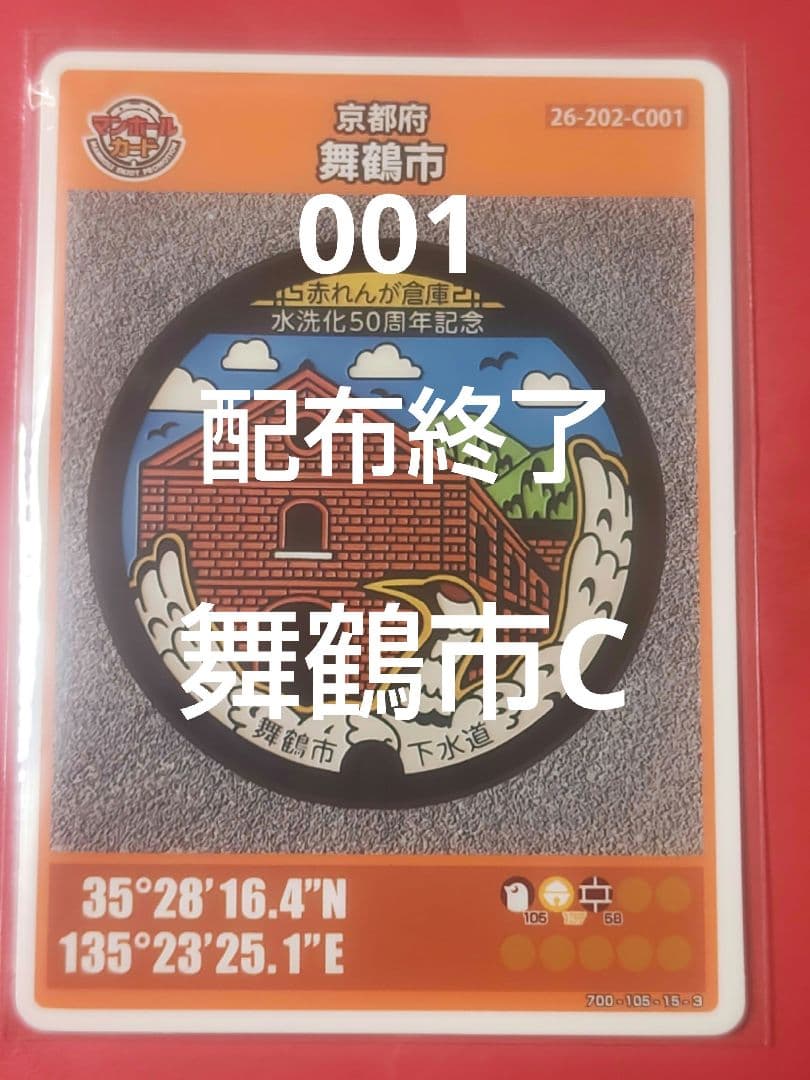 マンホール
カード
京都府
舞鶴市
26-202-C001
001
赤れんが倉庫
水洗化50周年記念
配布終了
舞鶴市C
舞鶴市 下水道
35°28'16.4"N
135°23'25.1"E
105
68
700-105-15-3